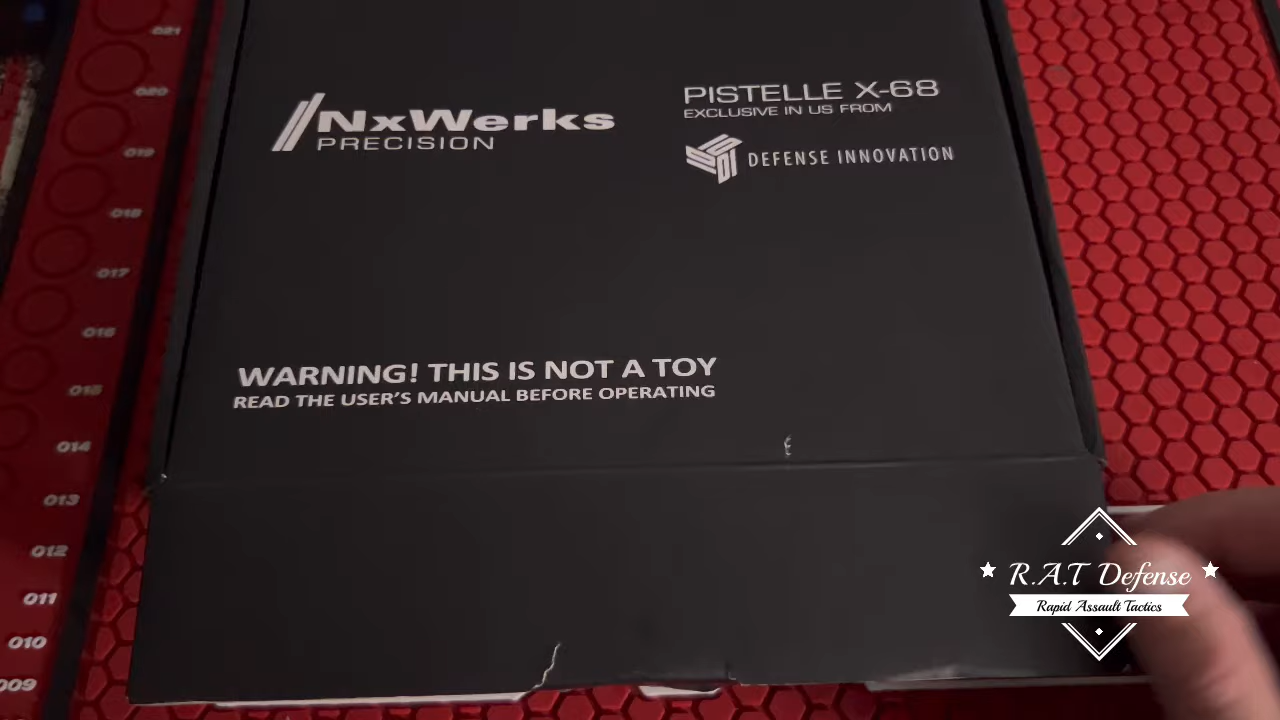 021
020
019
018
017
016
015
014
013
012
011
010
009
NxWerks
PRECISION
PISTELLE X-68
EXCLUSIVE IN US FROM
SDI
DEFENSE INNOVATION
WARNING! THIS IS NOT A TOY
READ THE USER'S MANUAL BEFORE OPERATING
R.A.T Defense
Rapid Assault Tactics